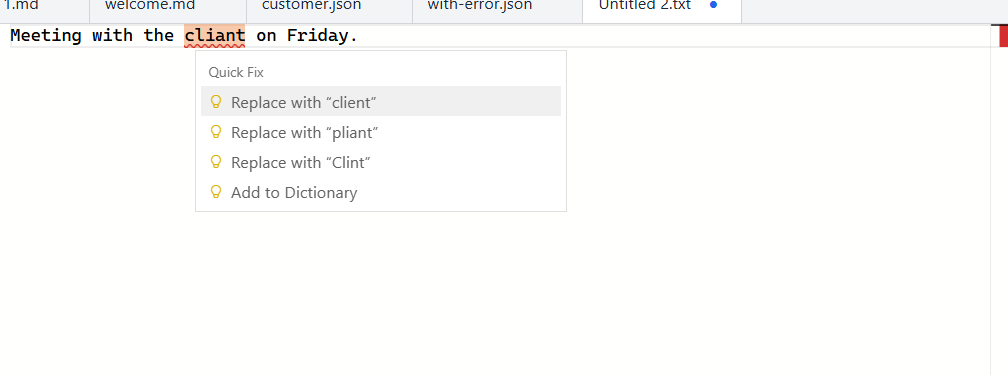 1.md welcome.md customer.json with-error.json Untitled 2.txt
Meeting with the cliant on Friday.
Quick Fix
Replace with “client”
Replace with “pliant”
Replace with “Clint”
Add to Dictionary